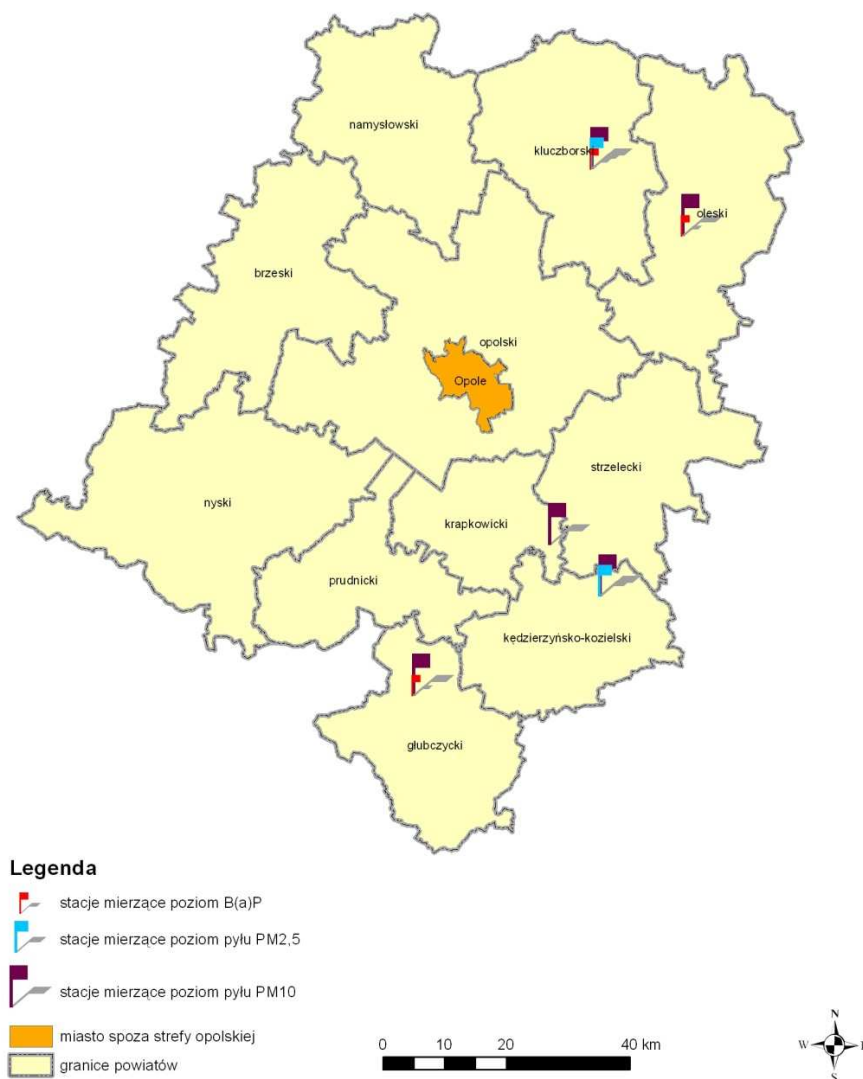 namysłowski
kluczborski
oleski
brzeski
opolski
Opole
strzelecki
nyski
krapkowicki
prudnicki
kędzierzyńsko-kozielski
głubczycki
Legenda
stacje mierzące poziom B(a)P
stacje mierzące poziom pyłu PM2,5
stacje mierzące poziom pyłu PM10
miasto spoza strefy opolskiej
granice powiatów
0 10 20 40 km
N
W E
S